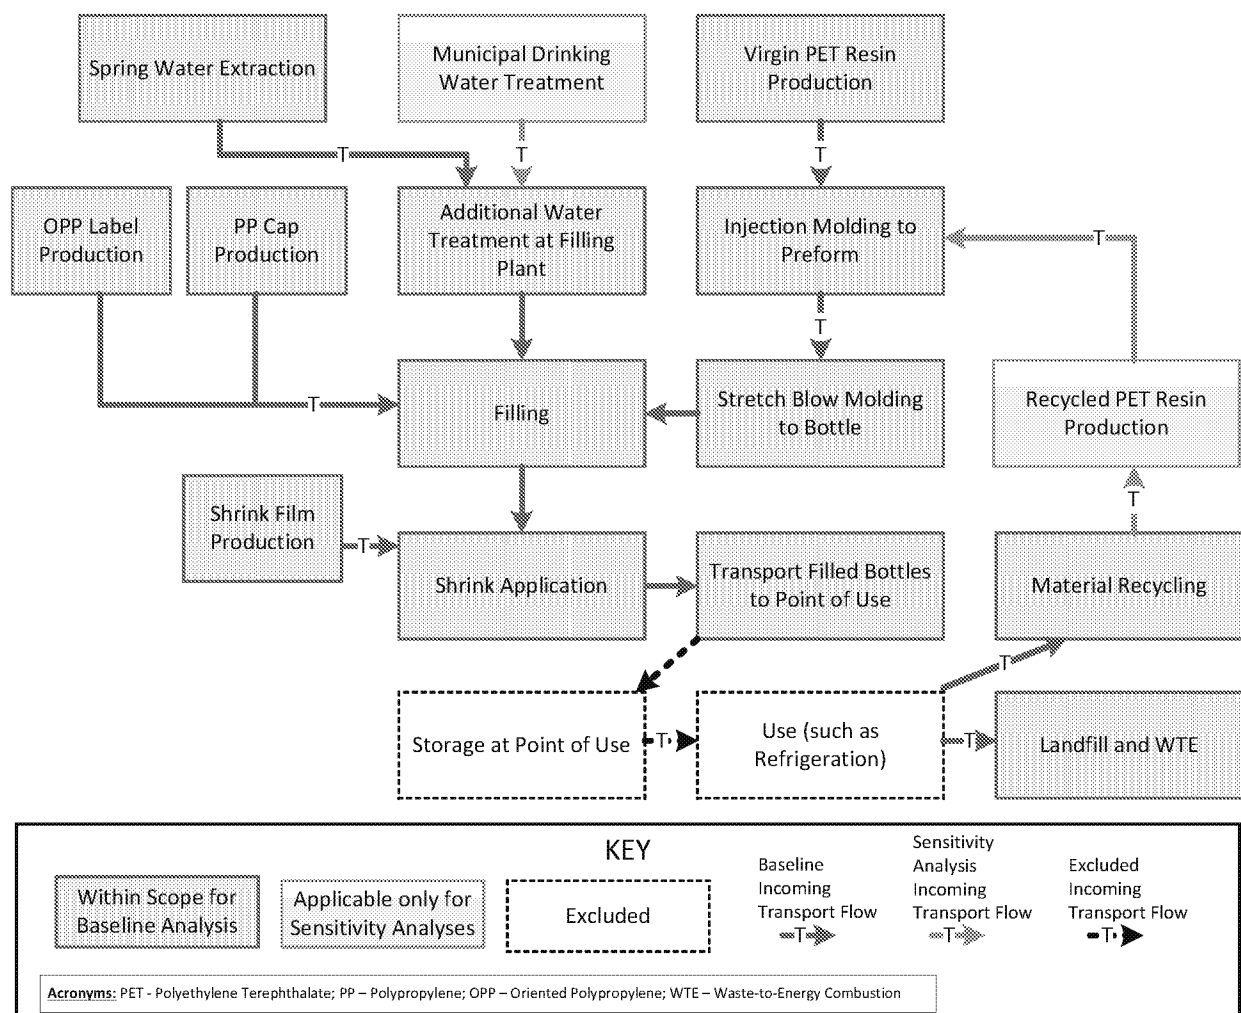 Spring Water Extraction
Municipal Drinking
Water Treatment
Virgin PET Resin
Production
T
T
T
OPP Label
Production
PP Cap
Production
Additional Water
Treatment at Filling
Plant
Injection Molding to
Preform
T
T
Filling
Stretch Blow Molding
to Bottle
Recycled PET Resin
Production
T
T
Shrink Film
Production
T
Shrink Application
Transport Filled Bottles
to Point of Use
Material Recycling
T
Storage at Point of Use
T
Use (such as
Refrigeration)
T
Landfill and WTE
KEY
Within Scope for
Baseline Analysis
Applicable only for
Sensitivity Analyses
Excluded
Baseline
Incoming
Transport Flow
T
Sensitivity
Analysis
Incoming
Transport Flow
T
Excluded
Incoming
Transport Flow
T
Acronyms: PET - Polyethylene Terephthalate; PP – Polypropylene; OPP – Oriented Polypropylene; WTE – Waste-to-Energy Combustion